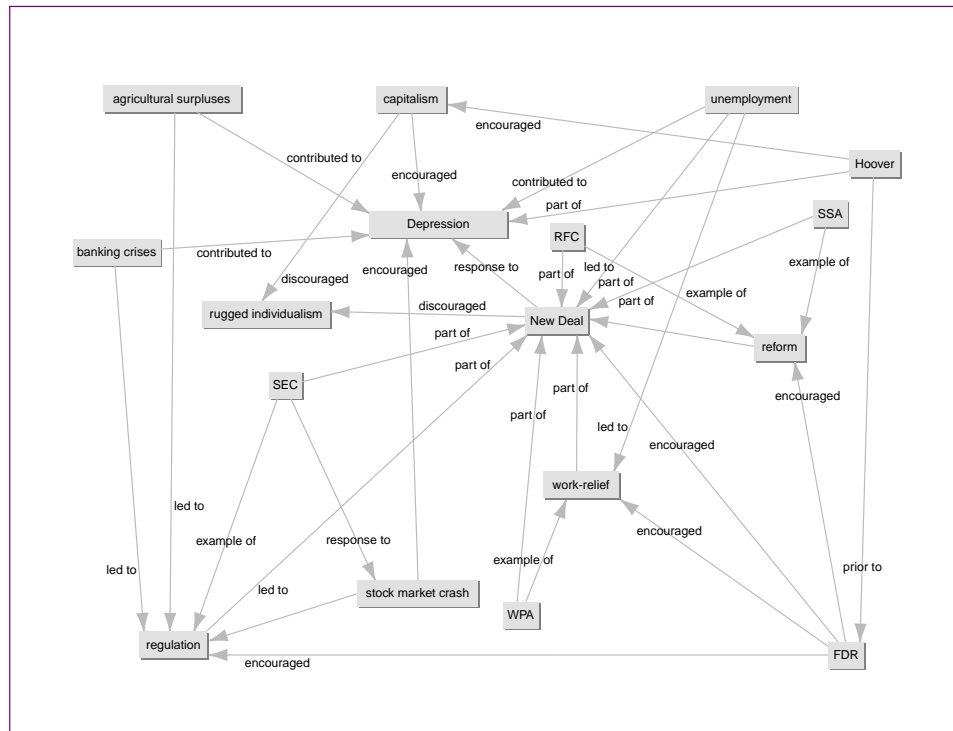 agricultural surpluses
capitalism
unemployment
encouraged
Hoover
contributed to
encouraged
contributed to
part of
SSA
Depression
RFC
banking crises
contributed to
encouraged
response to
part of
led to
part of
example of
discouraged
example of
part of
rugged individualism
discouraged
New Deal
part of
reform
part of
SEC
encouraged
part of
part of
led to
encouraged
work-relief
led to
example of
response to
encouraged
example of
led to
led to
prior to
stock market crash
WPA
regulation
FDR
encouraged